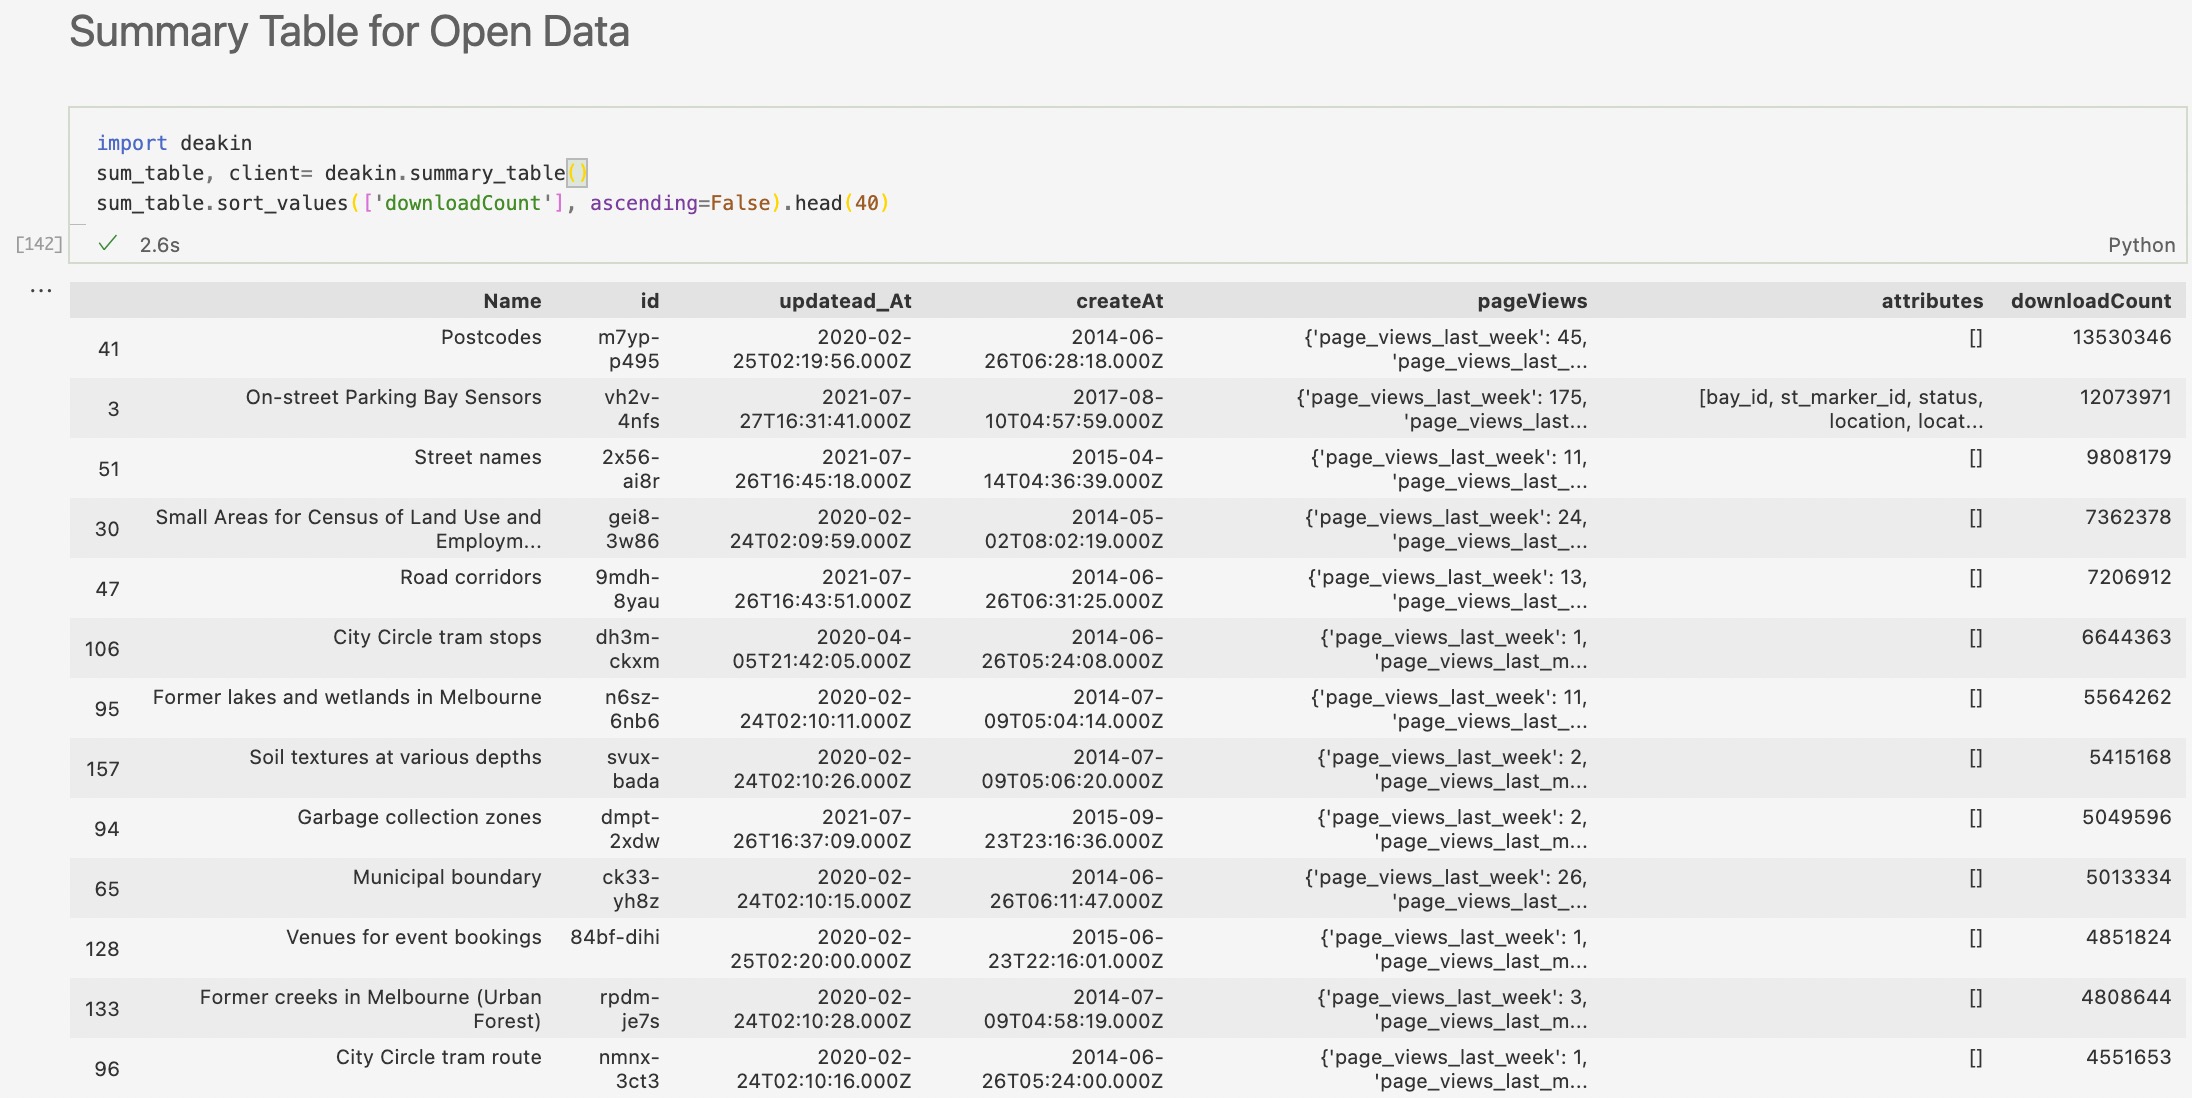 Summary Table for Open Data
import deakin
sum_table, client= deakin.summary_table()
sum_table.sort_values(['downloadCount'], ascending=False).head(40)
[142] 2.6s Python
...
Name id updatead_At createAt pageViews attributes downloadCount
41 Postcodes m7yp-p495 2020-02-25T02:19:56.000Z 2014-06-26T06:28:18.000Z {'page_views_last_week': 45, 'page_views_last_... [] 13530346
3 On-street Parking Bay Sensors vh2v-4nfs 2021-07-27T16:31:41.000Z 2017-08-10T04:57:59.000Z {'page_views_last_week': 175, 'page_views_last... [bay_id, st_marker_id, status, location, locat... 12073971
51 Street names 2x56-ai8r 2021-07-26T16:45:18.000Z 2015-04-14T04:36:39.000Z {'page_views_last_week': 11, 'page_views_last_... [] 9808179
30 Small Areas for Census of Land Use and Employm... gei8-3w86 2020-02-24T02:09:59.000Z 2014-05-02T08:02:19.000Z {'page_views_last_week': 24, 'page_views_last_... [] 7362378
47 Road corridors 9mdh-8yau 2021-07-26T16:43:51.000Z 2014-06-26T06:31:25.000Z {'page_views_last_week': 13, 'page_views_last_... [] 7206912
106 City Circle tram stops dh3m-ckxm 2020-04-05T21:42:05.000Z 2014-06-26T05:24:08.000Z {'page_views_last_week': 1, 'page_views_last_m... [] 6644363
95 Former lakes and wetlands in Melbourne n6sz-6nb6 2020-02-24T02:10:11.000Z 2014-07-09T05:04:14.000Z {'page_views_last_week': 11, 'page_views_last_... [] 5564262
157 Soil textures at various depths svux-bada 2020-02-24T02:10:26.000Z 2014-07-09T05:06:20.000Z {'page_views_last_week': 2, 'page_views_last_m... [] 5415168
94 Garbage collection zones dmpt-2xdw 2021-07-26T16:37:09.000Z 2015-09-23T23:16:36.000Z {'page_views_last_week': 2, 'page_views_last_m... [] 5049596
65 Municipal boundary ck33-yh8z 2020-02-24T02:10:15.000Z 2014-06-26T06:11:47.000Z {'page_views_last_week': 26, 'page_views_last_... [] 5013334
128 Venues for event bookings 84bf-dihi 2020-02-25T02:20:00.000Z 2015-06-23T22:16:01.000Z {'page_views_last_week': 1, 'page_views_last_m... [] 4851824
133 Former creeks in Melbourne (Urban Forest) rpdm-je7s 2020-02-24T02:10:28.000Z 2014-07-09T04:58:19.000Z {'page_views_last_week': 3, 'page_views_last_m... [] 4808644
96 City Circle tram route nmnx-3ct3 2020-02-24T02:10:16.000Z 2014-06-26T05:24:00.000Z {'page_views_last_week': 1, 'page_views_last_m... [] 4551653